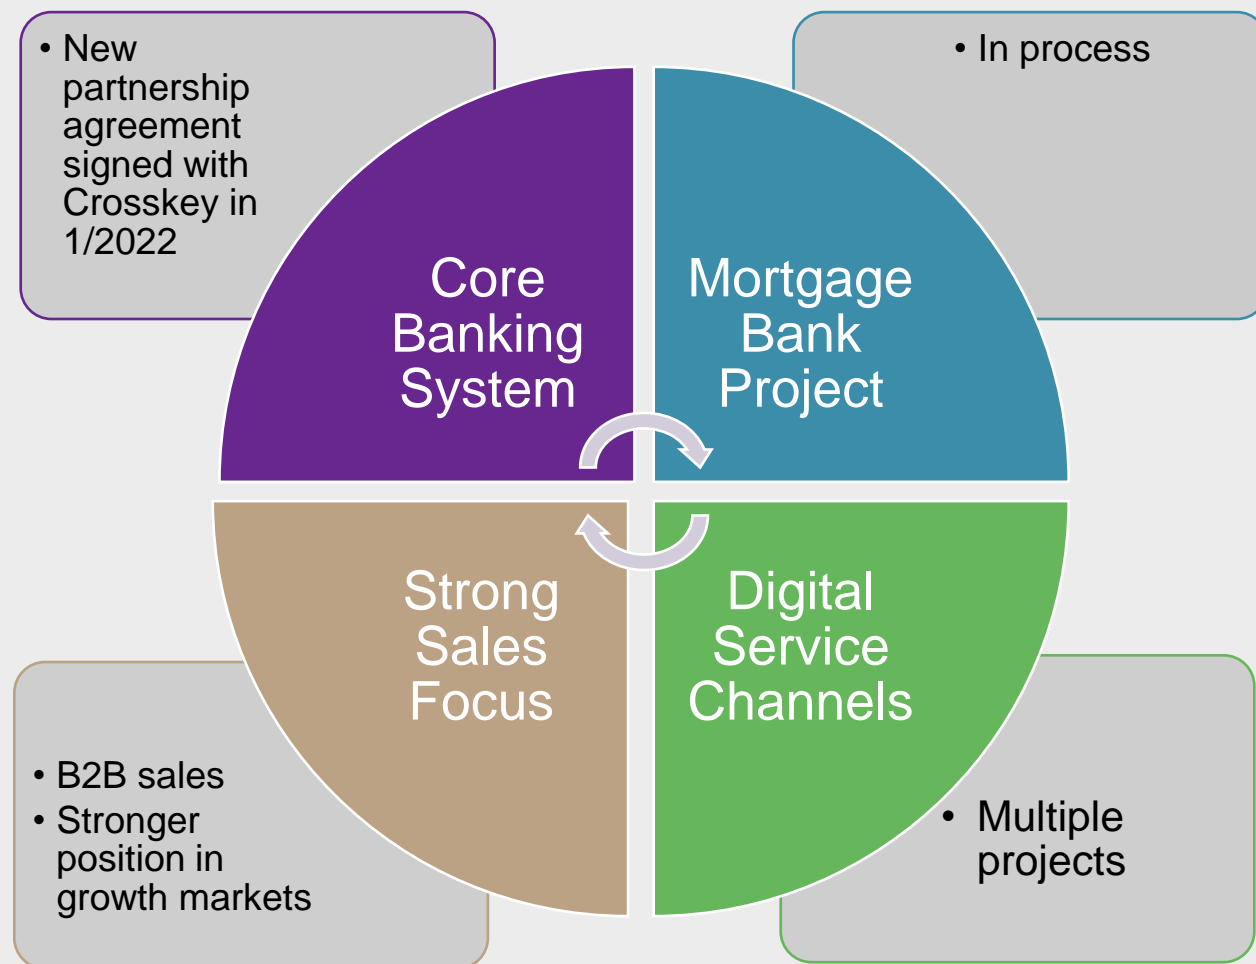 • New
partnership
agreement
signed with
Crosskey in
1/2022
• In process
Core
Banking
System
Mortgage
Bank
Project
Strong
Sales
Focus
Digital
Service
Channels
• B2B sales
• Stronger
position in
growth markets
• Multiple
projects